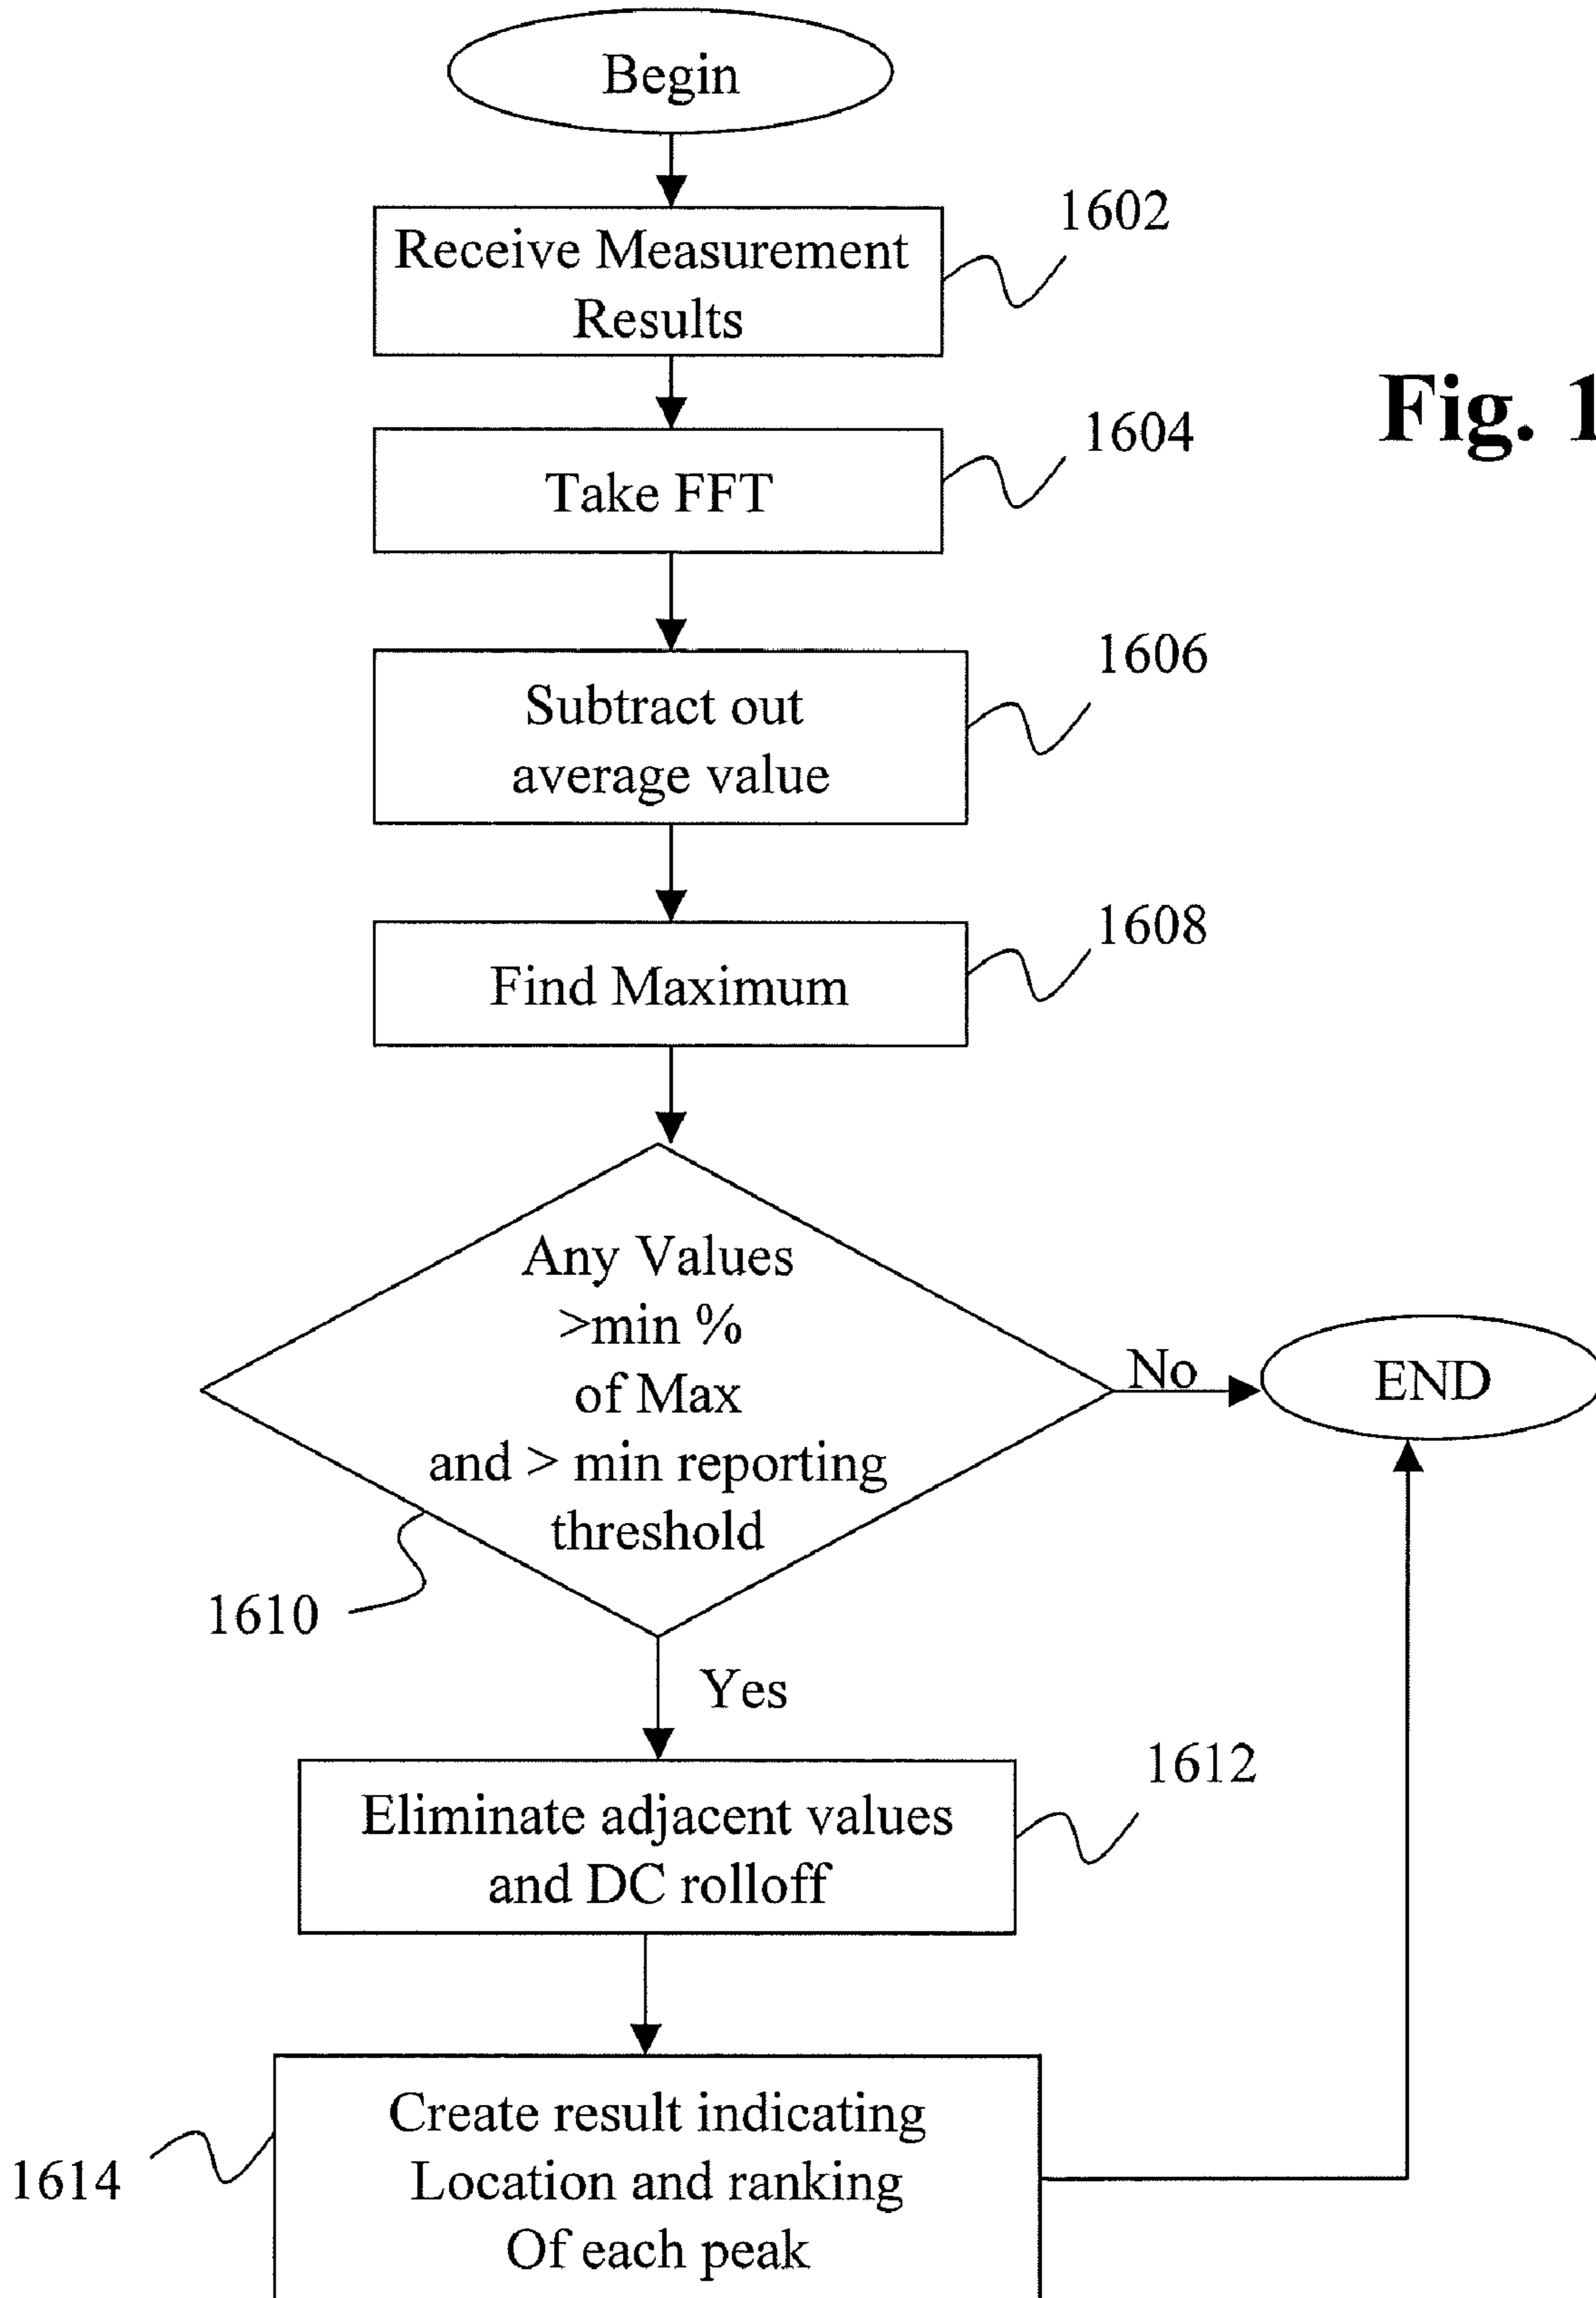 Begin
1602
Receive Measurement
Results
Fig. 1
1604
Take FFT
1606
Subtract out
average value
1608
Find Maximum
Any Values
>min %
of Max
and > min reporting
threshold
No
END
1610
Yes
1612
Eliminate adjacent values
and DC rolloff
Create result indicating
Location and ranking
Of each peak
1614